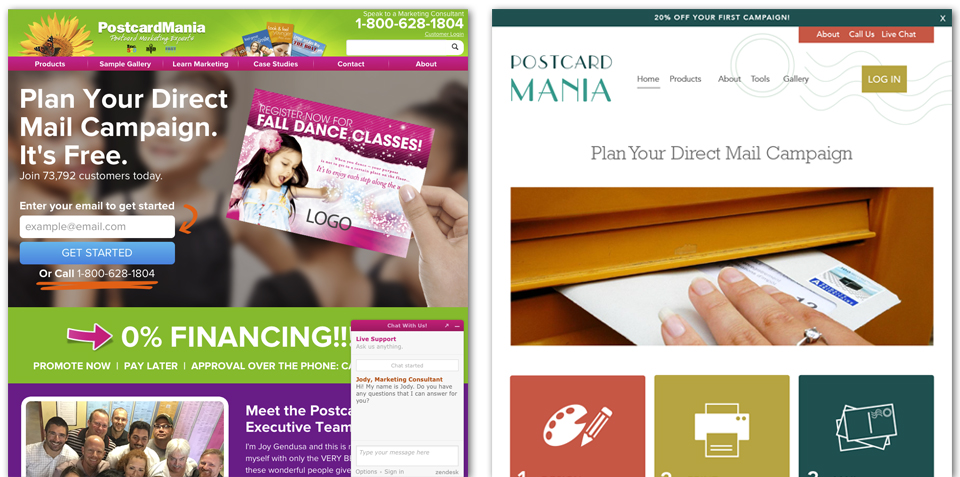 PostcardMania
Postcard Marketing Experts
Speak to a Marketing Consultant
1-800-628-1804
Customer Login
Products
Sample Gallery
Learn Marketing
Case Studies
Contact
About
Plan Your Direct
Mail Campaign.
It's Free.
Join 73,792 customers today.
Enter your email to get started
example@email.com
GET STARTED
Or Call 1-800-628-1804
REGISTER NOW FOR
FALL DANCE CLASSES!
It's to enjoy each step along the
LOGO
0% FINANCING!!
PROMOTE NOW | PAY LATER | APPROVAL OVER THE PHONE:
Meet the Postca
Executive Team
I'm Joy Gendusa and this is
myself with only the VERY B
these wonderful people give
Chat With Us!
Live Support
Ask us anything.
Chat started
Jody, Marketing Consultant
Hi! My name is Jody. Do you have
any questions that I can answer for
you?
Type your message here
Options • Sign in
zendesk
20% OFF YOUR FIRST CAMPAIGN!
X
About
Call Us
Live Chat
POSTCARD
MANIA
Home
Products
About
Tools
Gallery
LOG IN
Plan Your Direct Mail Campaign